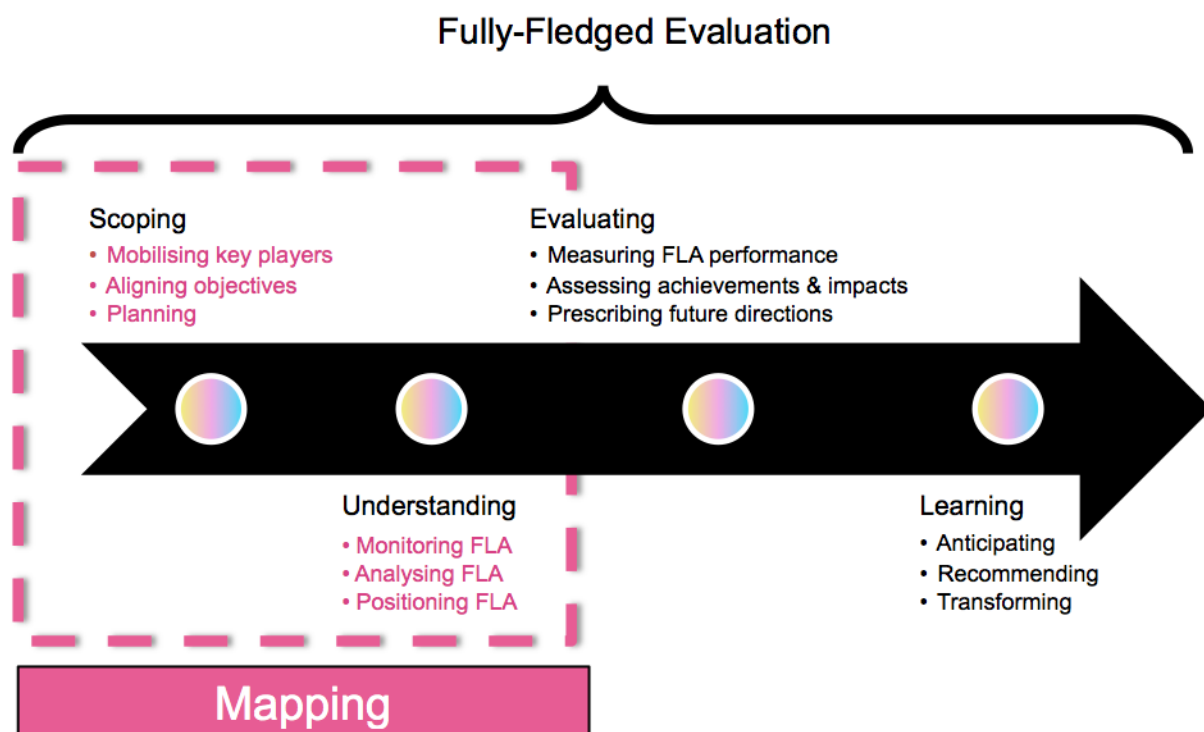 Fully-Fledged Evaluation
Scoping
• Mobilising key players
• Aligning objectives
• Planning
Evaluating
• Measuring FLA performance
• Assessing achievements & impacts
• Prescribing future directions
Understanding
• Monitoring FLA
• Analysing FLA
• Positioning FLA
Learning
• Anticipating
• Recommending
• Transforming
Mapping